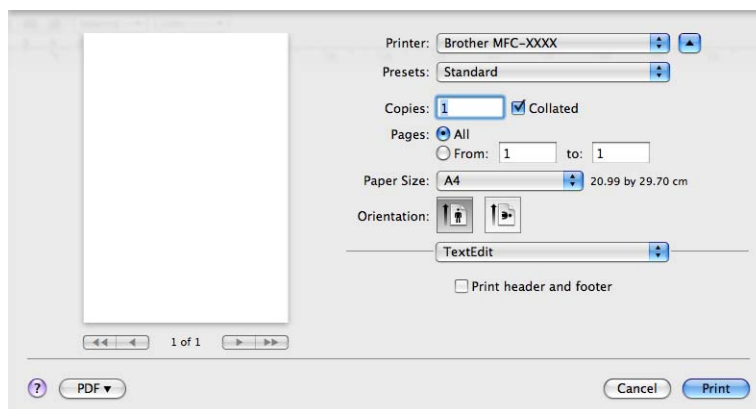 Printer: Brother MFC-XXXX
Presets: Standard
Copies: 1 Collated
Pages: All
From: 1 to: 1
Paper Size: A4 20.99 by 29.70 cm
Orientation:
TextEdit
Print header and footer
1 of 1
? PDF▼ Cancel Print